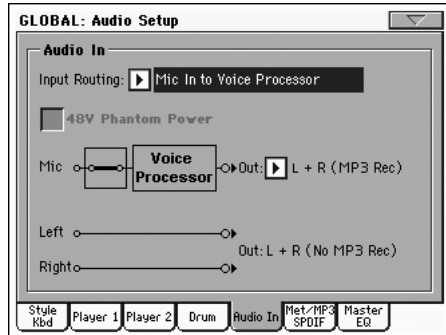 GLOBAL: Audio Setup
Audio In
Input Routing: Mic In to Voice Processor
48V Phantom Power
Mic Voice Processor Out: L + R (MP3 Rec)
Left
Out: L + R (No MP3 Rec)
Right
Style Kbd Player 1 Player 2 Drum Audio In Met/MP3 SPDIF Master EQ